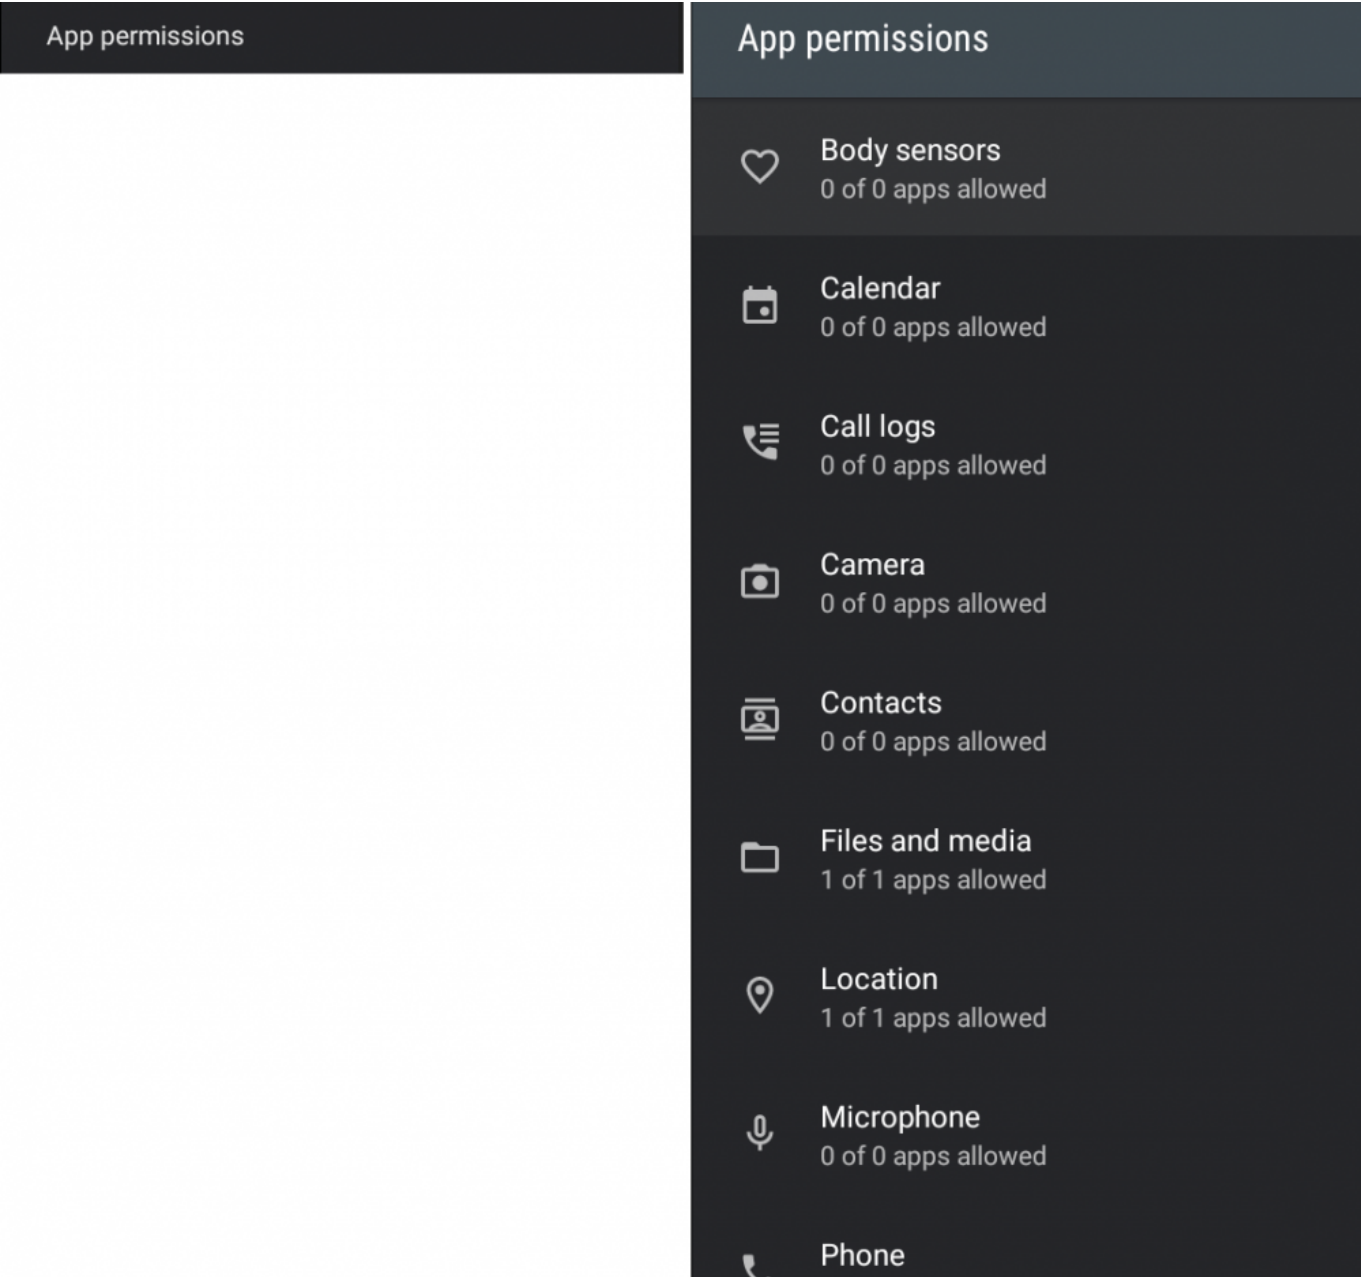 App permissions
App permissions
Body sensors
0 of 0 apps allowed
Calendar
0 of 0 apps allowed
Call logs
0 of 0 apps allowed
Camera
0 of 0 apps allowed
Contacts
0 of 0 apps allowed
Files and media
1 of 1 apps allowed
Location
1 of 1 apps allowed
Microphone
0 of 0 apps allowed
Phone